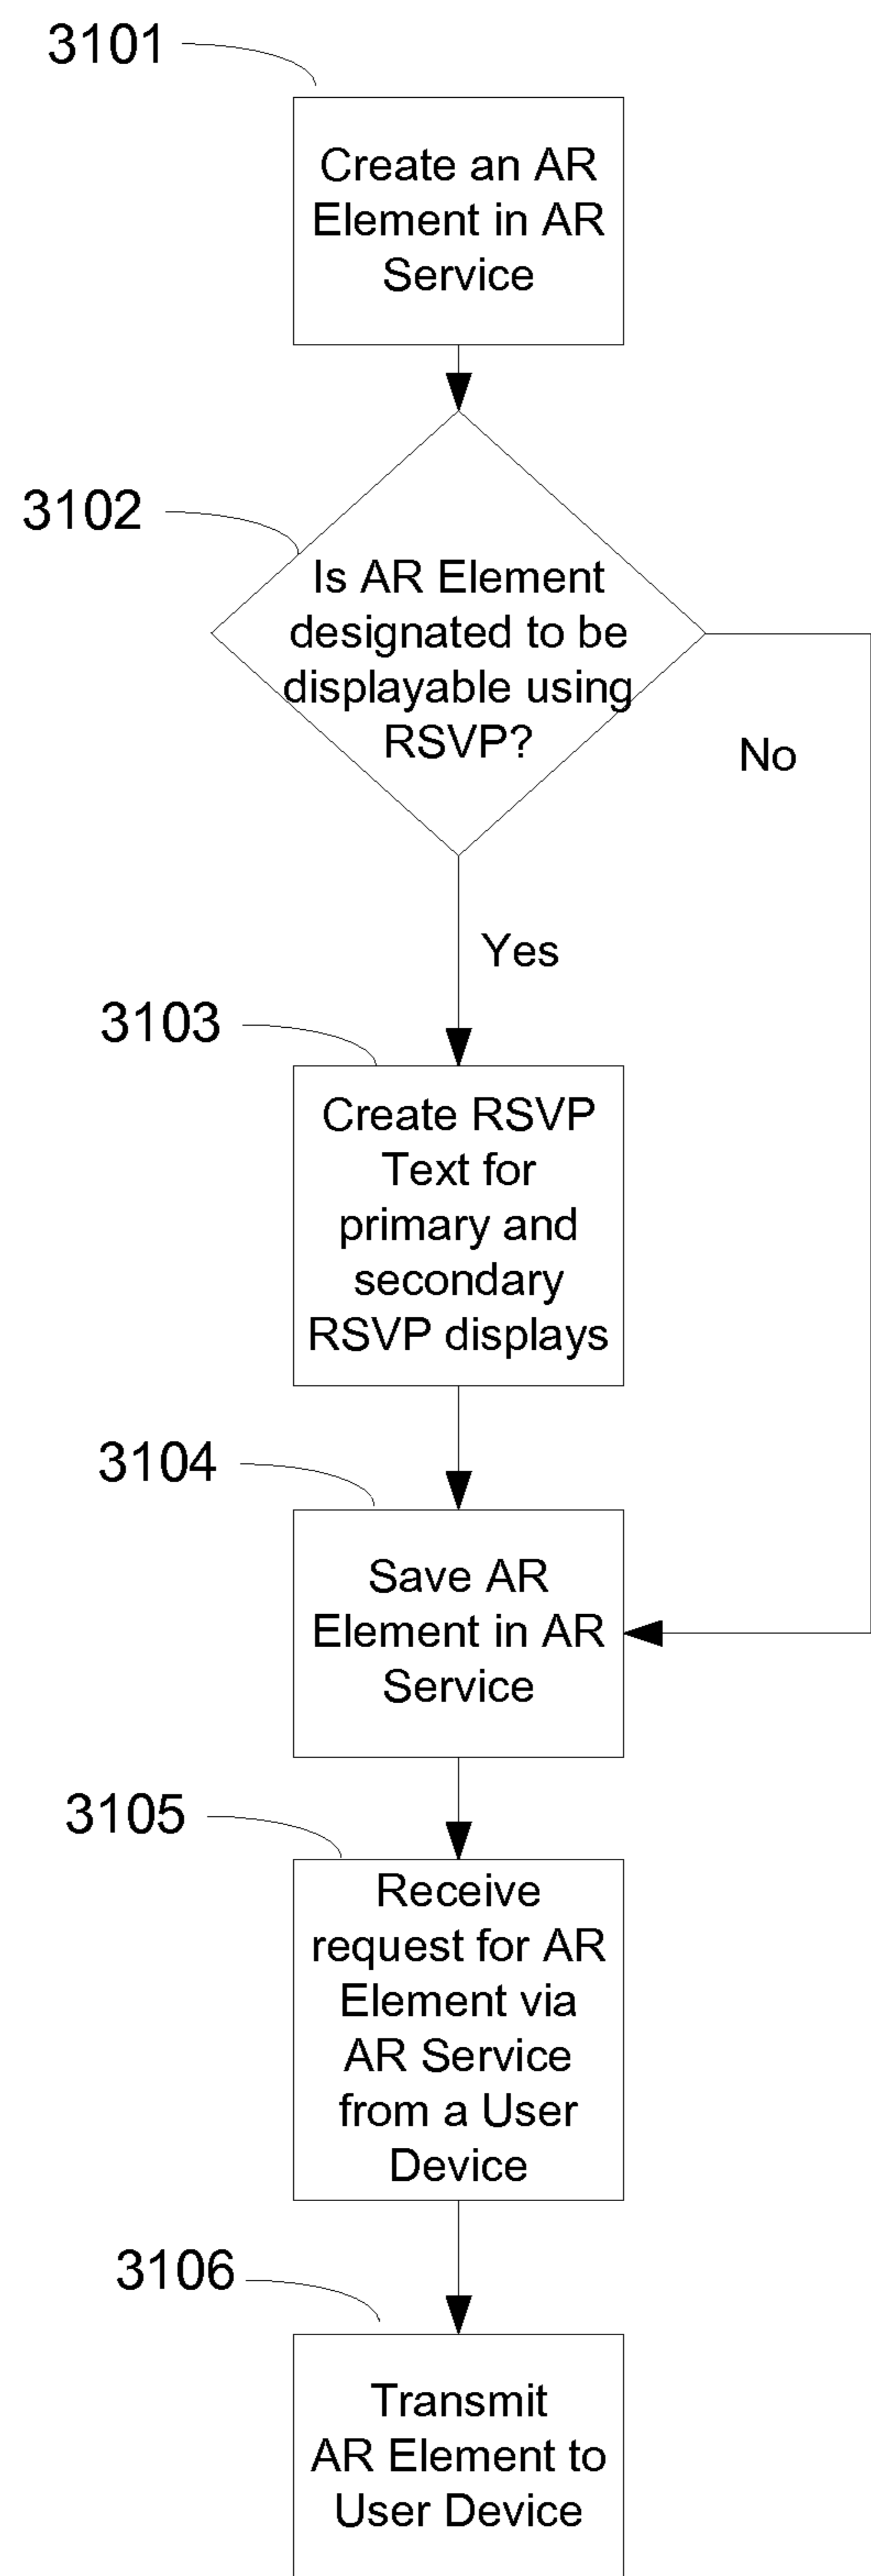 3101
Create an AR
Element in AR
Service
3102
Is AR Element
designated to be
displayable using
RSVP?
No
Yes
3103
Create RSVP
Text for
primary and
secondary
RSVP displays
3104
Save AR
Element in AR
Service
3105
Receive
request for AR
Element via
AR Service
from a User
Device
3106
Transmit
AR Element to
User Device